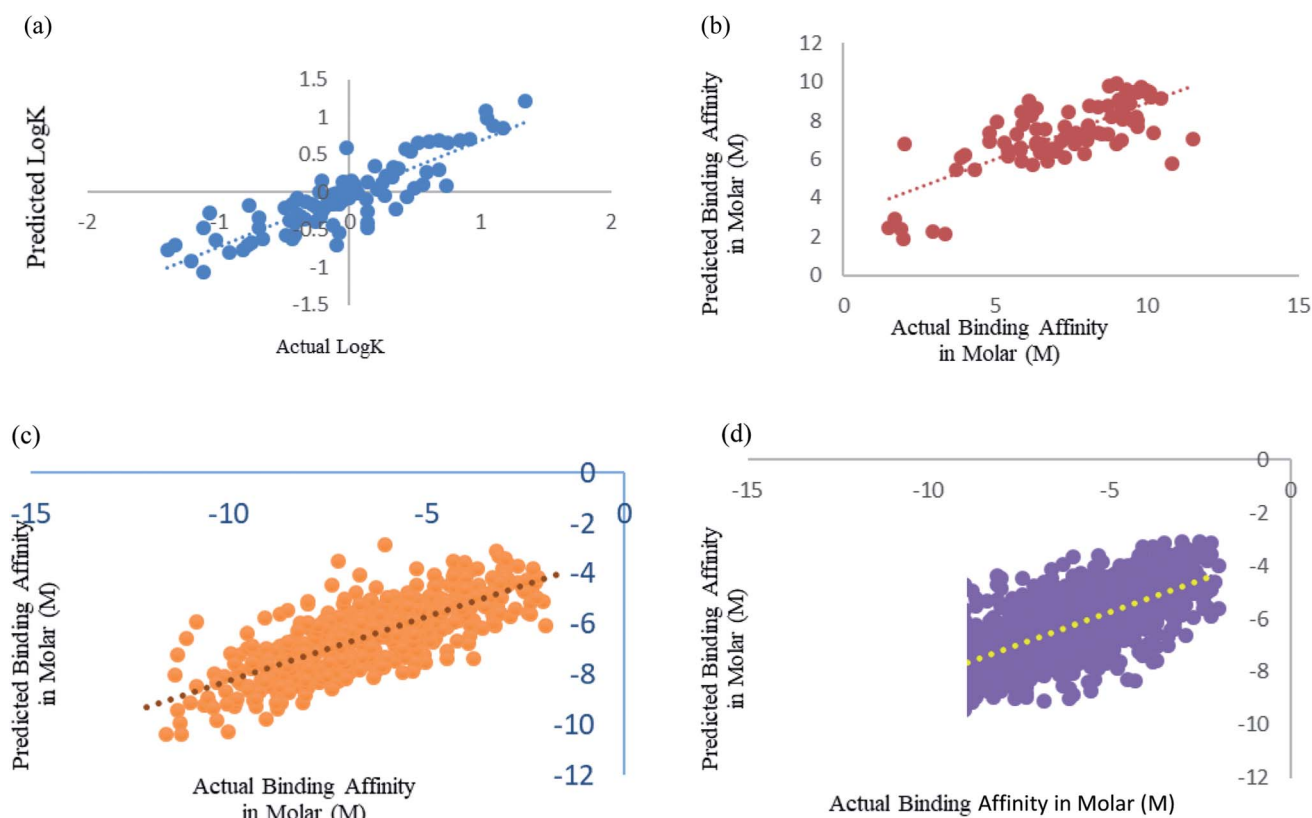 (a)
Predicted LogK
1.5
1
0.5
0
-0.5
-1
-1.5
-2
-1
0
1
2
Actual LogK
(b)
Predicted Binding Affinity
in Molar (M)
12
10
8
6
4
2
0
0
5
10
15
Actual Binding Affinity
in Molar (M)
(c)
Predicted Binding Affinity
in Molar (M)
-15
-10
-5
0
0
-2
-4
-6
-8
-10
-12
Actual Binding Affinity
in Molar (M)
(d)
Predicted Binding Affinity
in Molar (M)
-15
-10
-5
0
0
-2
-4
-6
-8
-10
-12
Actual Binding Affinity in Molar (M)